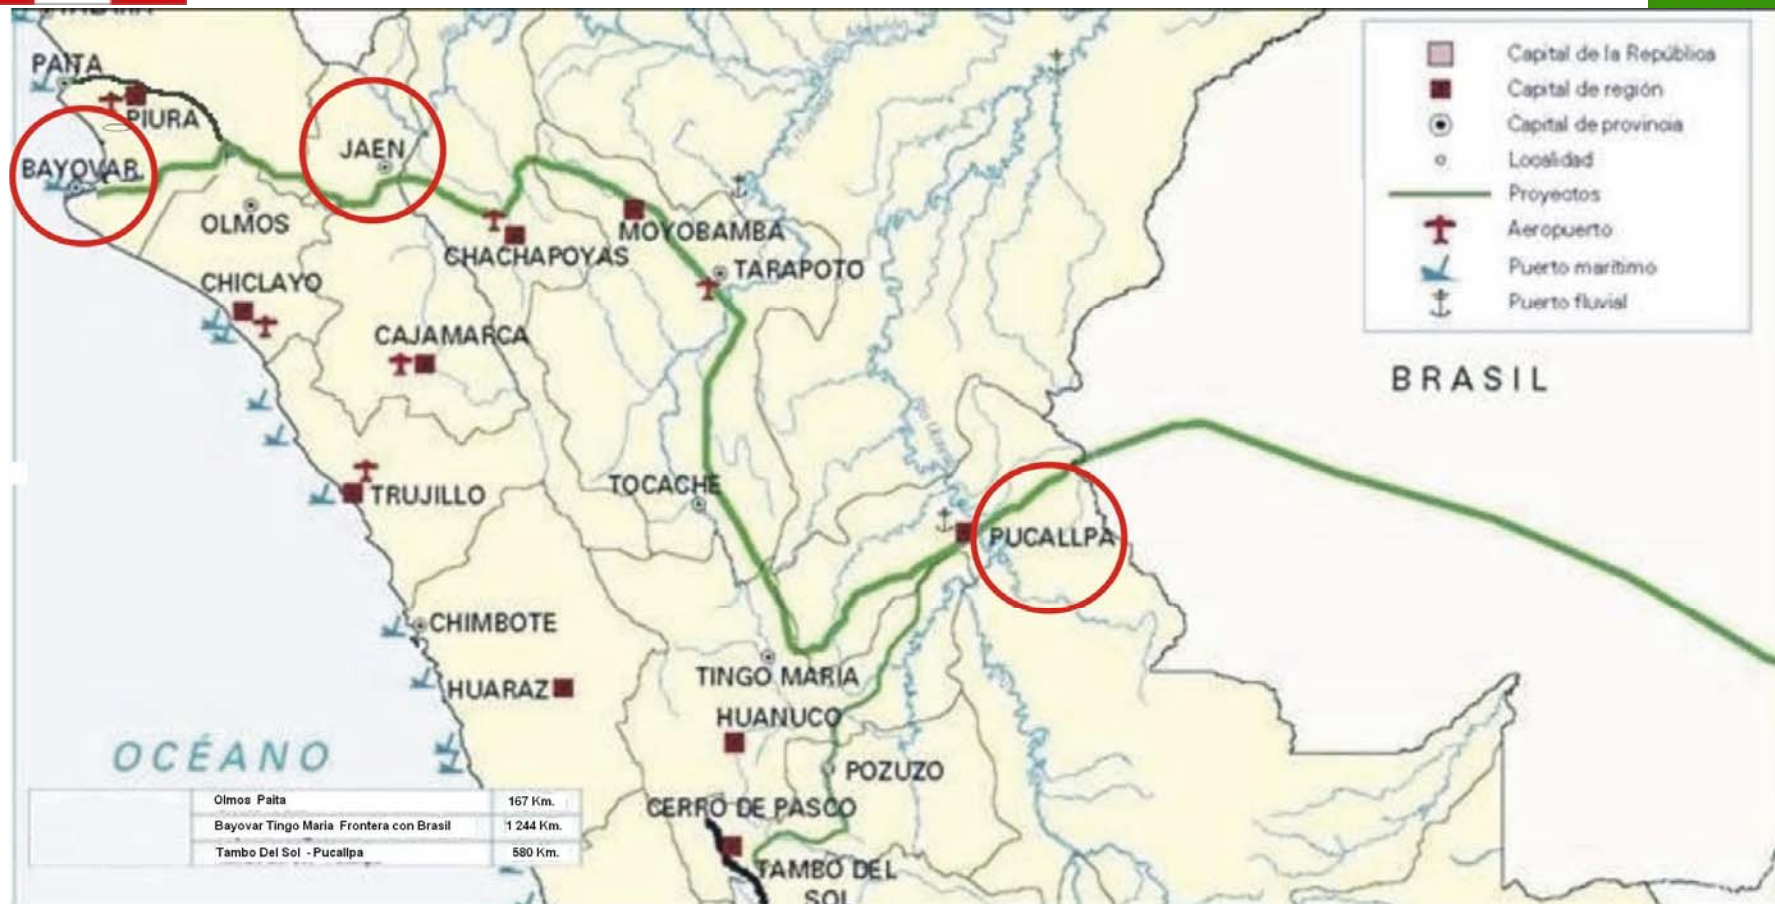 PAITA
PIURA
BAYOVAR
JAEN
OLMOS
CHICLAYO
CHACHAPOYAS
MOYOBAMBA
TARAPOTO
CAJAMARCA
TRUJILLO
TOCACHE
PUCALLPA
CHIMBOTE
HUARAZ
TINGO MARIA
HUANUCO
POZUZO
CERRO DE PASCO
TAMBO DEL
SOL
OCÉANO
BRASIL
Capital de la República
Capital de región
Capital de provincia
Localidad
Proyectos
Aeropuerto
Puerto marítimo
Puerto fluvial
Olmos Paita 167 Km.
Bayovar Tingo Maria Frontera con Brasil 1 244 Km.
Tambo Del Sol - Pucallpa 580 Km.